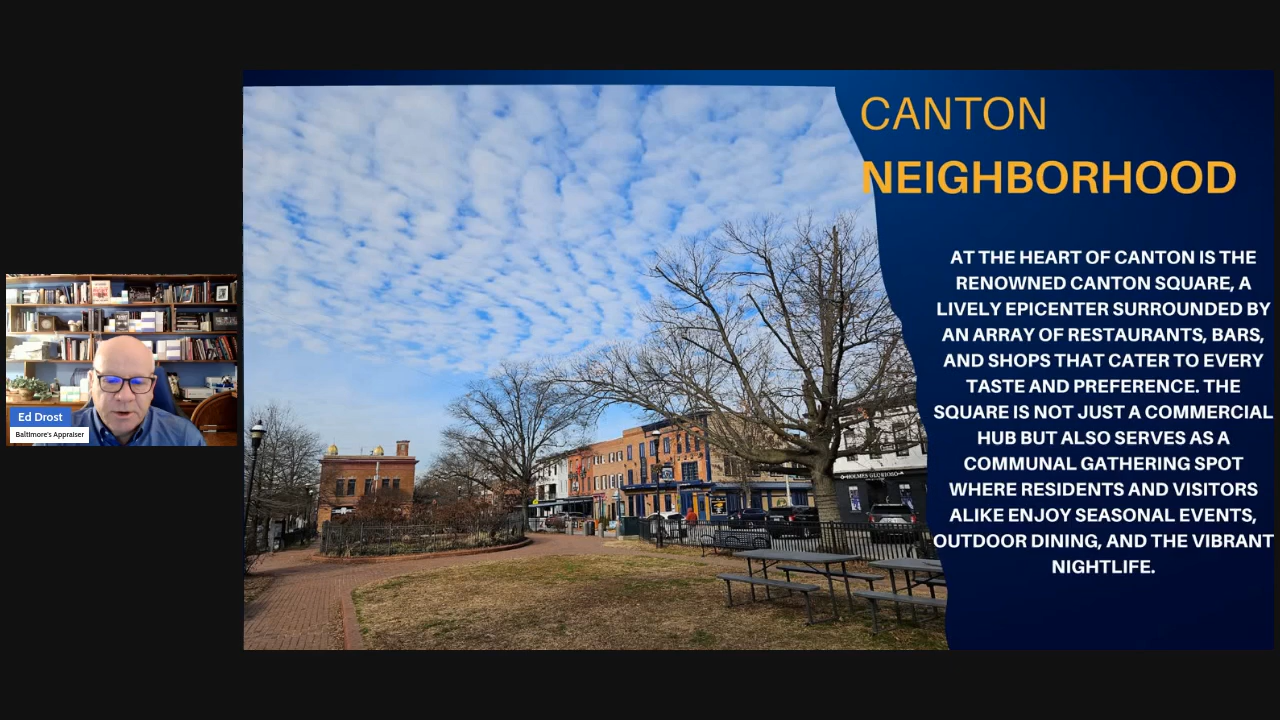 CANTON
NEIGHBORHOOD
AT THE HEART OF CANTON IS THE
RENOWNED CANTON SQUARE, A
LIVELY EPICENTER SURROUNDED BY
AN ARRAY OF RESTAURANTS, BARS,
AND SHOPS THAT CATER TO EVERY
TASTE AND PREFERENCE. THE
SQUARE IS NOT JUST A COMMERCIAL
HUB BUT ALSO SERVES AS A
COMMUNAL GATHERING SPOT
WHERE RESIDENTS AND VISITORS
ALIKE ENJOY SEASONAL EVENTS,
OUTDOOR DINING, AND THE VIBRANT
NIGHTLIFE.
Ed Drost
Baltimore's Appraiser